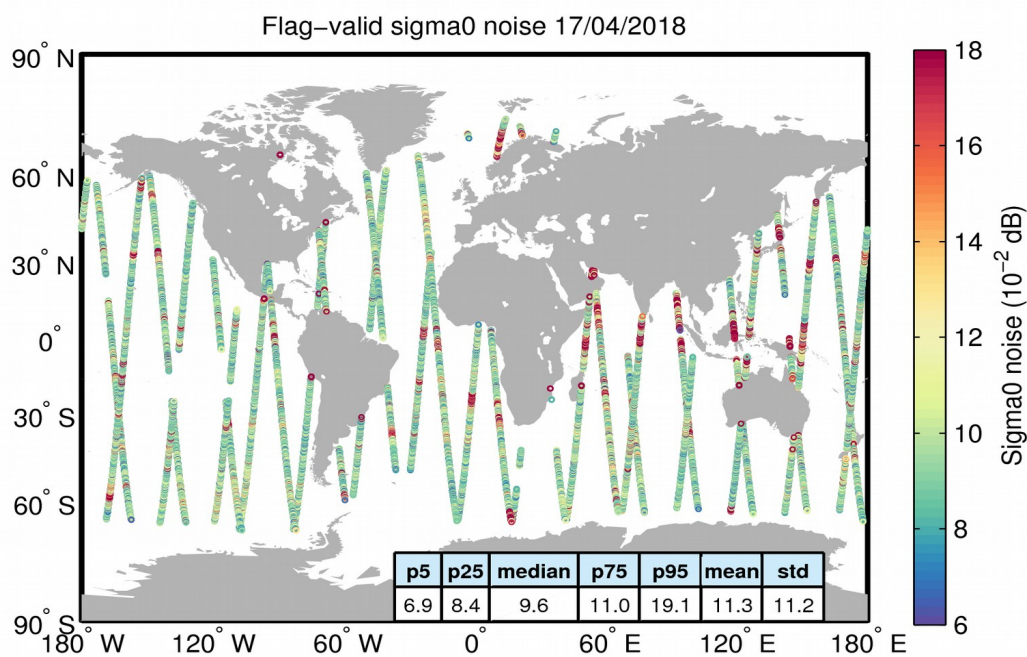 Flag−valid sigma0 noise 17/04/2018
90° N
60° N
30° N
0°
30° S
60° S
90° S
180° W
120° W
60° W
0°
60° E
120° E
180° E
p5 p25 median p75 p95 mean std
6.9 8.4 9.6 11.0 19.1 11.3 11.2
18
16
14
12
10
8
6
Sigma0 noise (10⁻² dB)